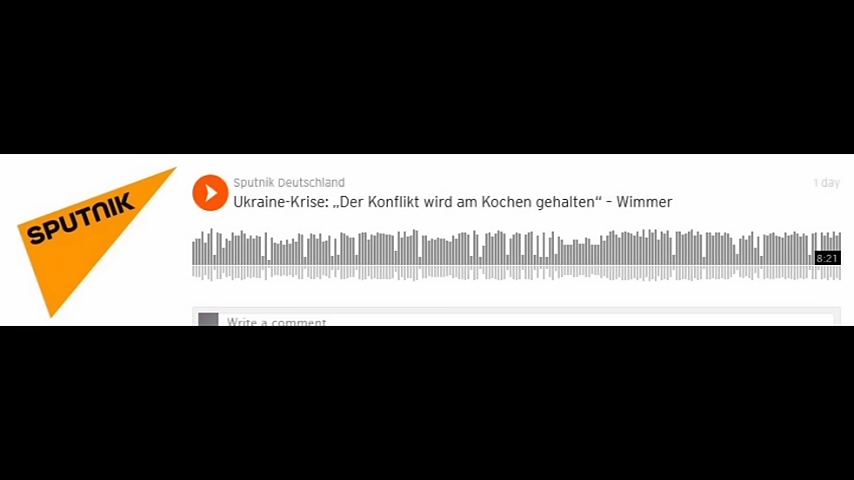 SPUTNIK
Sputnik Deutschland
1 day
Ukraine-Krise: „Der Konflikt wird am Kochen gehalten“ – Wimmer
8:21
Write a comment